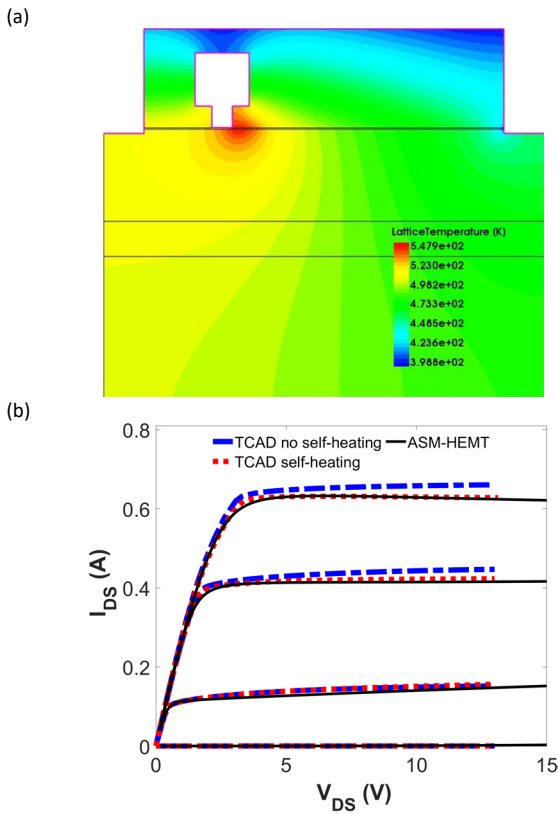 (a)
LatticeTemperature (K)
5.479e+02
5.230e+02
4.982e+02
4.733e+02
4.485e+02
4.236e+02
3.988e+02
(b)
0.8
0.6
0.4
0.2
0
TCAD no self-heating
ASM-HEMT
TCAD self-heating
I_DS (A)
0 5 10 15
V_DS (V)